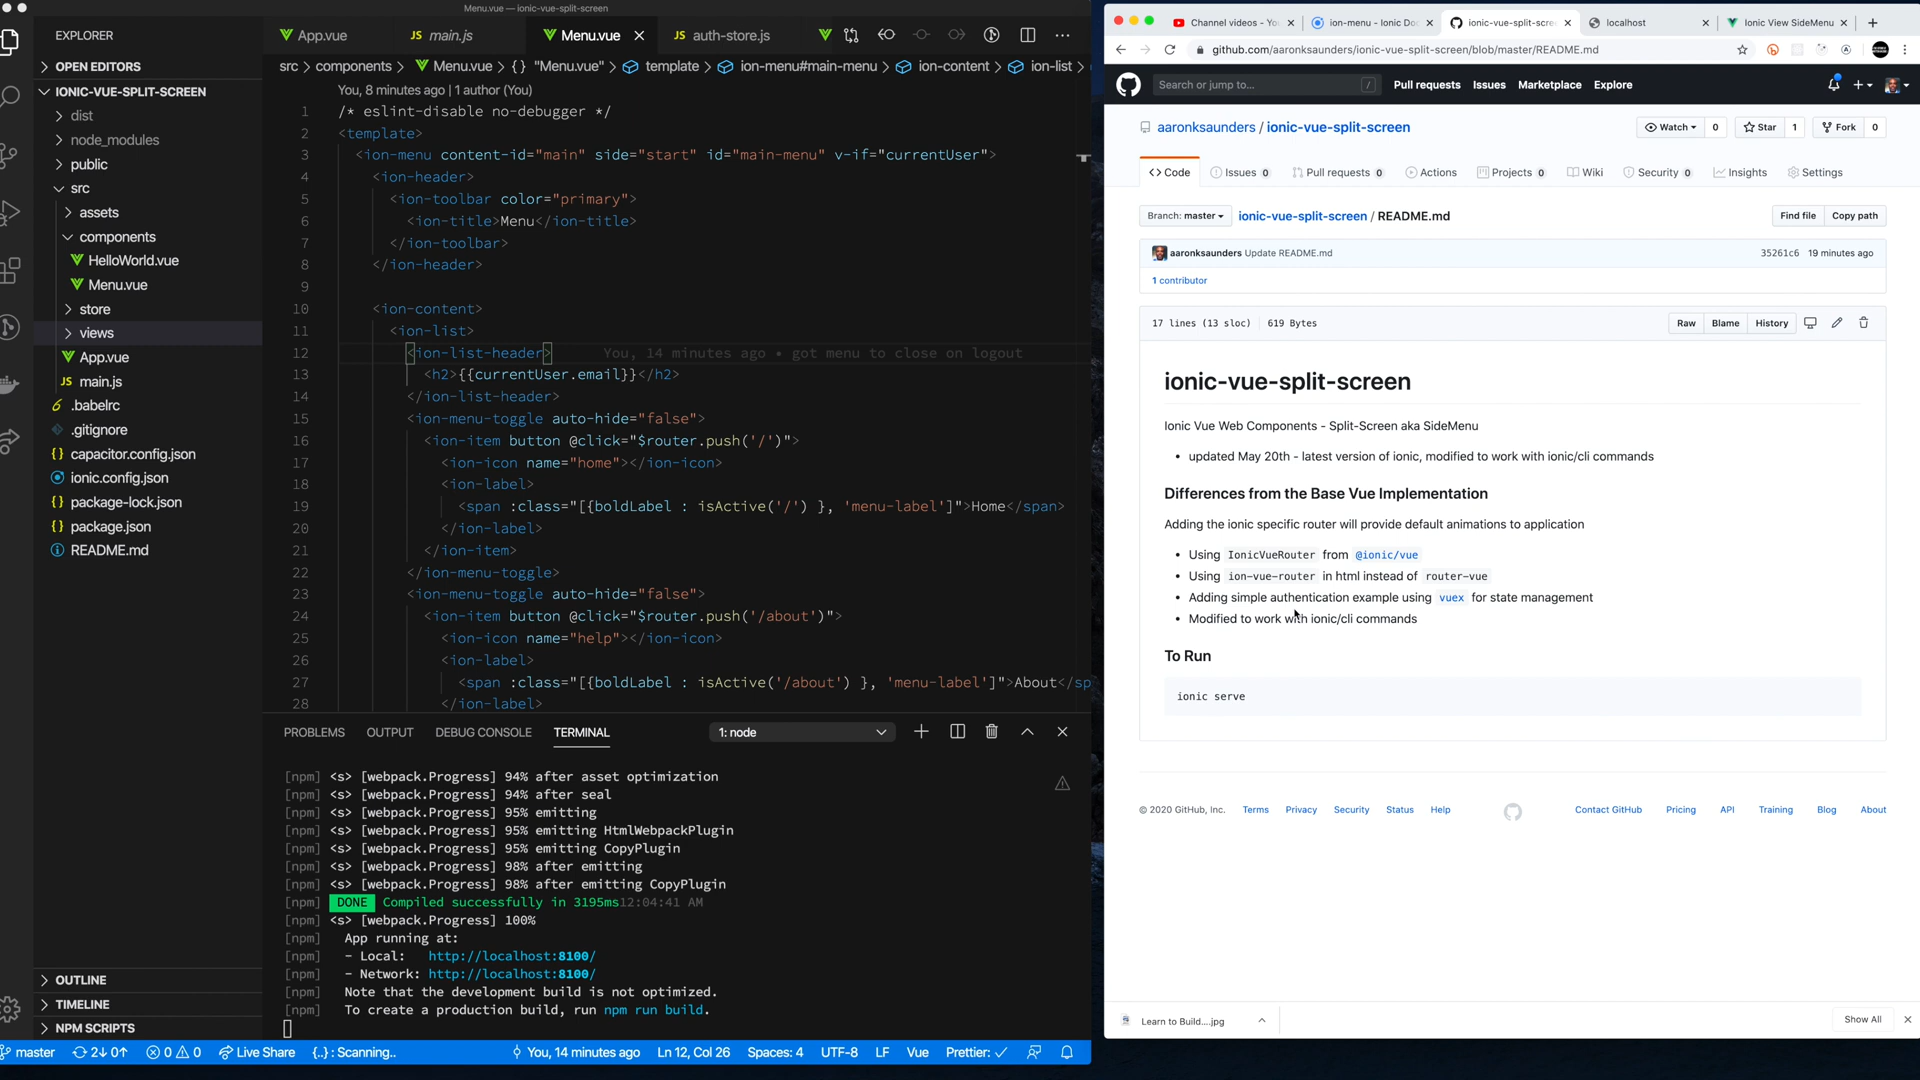 Menu.vue — ionic-vue-split-screen
EXPLORER
OPEN EDITORS
IONIC-VUE-SPLIT-SCREEN
dist
node_modules
public
src
assets
components
HelloWorld.vue
Menu.vue
store
views
App.vue
JS main.js
.babelrc
.gitignore
{} capacitor.config.json
ionic.config.json
{} package-lock.json
{} package.json
README.md
OUTLINE
TIMELINE
NPM SCRIPTS
App.vue JS main.js Menu.vue JS auth-store.js
src > components > Menu.vue > {} "Menu.vue" > template > ion-menu#main-menu > ion-content > ion-list >
You, 8 minutes ago | 1 author (You)
1 /* eslint-disable no-debugger */
2 <template>
3 <ion-menu content-id="main" side="start" id="main-menu" v-if="currentUser">
4 <ion-header>
5 <ion-toolbar color="primary">
6 <ion-title>Menu</ion-title>
7 </ion-toolbar>
8 </ion-header>
9
10 <ion-content>
11 <ion-list>
12 <ion-list-header> You, 14 minutes ago • got menu to close on logout
13 <h2>{{currentUser.email}}</h2>
14 </ion-list-header>
15 <ion-menu-toggle auto-hide="false">
16 <ion-item button @click="$router.push('/')">
17 <ion-icon name="home"></ion-icon>
18 <ion-label>
19 <span :class="[{boldLabel : isActive('/') }, 'menu-label']">Home</span>
20 </ion-label>
21 </ion-item>
22 </ion-menu-toggle>
23 <ion-menu-toggle auto-hide="false">
24 <ion-item button @click="$router.push('/about')">
25 <ion-icon name="help"></ion-icon>
26 <ion-label>
27 <span :class="[{boldLabel : isActive('/about') }, 'menu-label']">About</sp
28 </ion-label>
PROBLEMS OUTPUT DEBUG CONSOLE TERMINAL 1: node
[npm] <s> [webpack.Progress] 94% after asset optimization
[npm] <s> [webpack.Progress] 94% after seal
[npm] <s> [webpack.Progress] 95% emitting
[npm] <s> [webpack.Progress] 95% emitting HtmlWebpackPlugin
[npm] <s> [webpack.Progress] 95% emitting CopyPlugin
[npm] <s> [webpack.Progress] 98% after emitting
[npm] <s> [webpack.Progress] 98% after emitting CopyPlugin
[npm] DONE Compiled successfully in 3195ms12:04:41 AM
[npm] <s> [webpack.Progress] 100%
[npm] App running at:
[npm] - Local: http://localhost:8100/
[npm] - Network: http://localhost:8100/
[npm] Note that the development build is not optimized.
[npm] To create a production build, run npm run build.
master 2↓ 0↑ 0 0 Live Share {..} : Scanning.. You, 14 minutes ago Ln 12, Col 26 Spaces: 4 UTF-8 LF Vue Prettier: ✓
Channel videos - Yo ion-menu - Ionic Do ionic-vue-split-scre localhost Ionic View SideMenu
github.com/aaronksaunders/ionic-vue-split-screen/blob/master/README.md
Search or jump to... / Pull requests Issues Marketplace Explore
aaronksaunders / ionic-vue-split-screen Watch 0 Star 1 Fork 0
<> Code Issues 0 Pull requests 0 Actions Projects 0 Wiki Security 0 Insights Settings
Branch: master ionic-vue-split-screen / README.md Find file Copy path
aaronksaunders Update README.md 35261c6 19 minutes ago
1 contributor
17 lines (13 sloc) 619 Bytes Raw Blame History
ionic-vue-split-screen
Ionic Vue Web Components - Split-Screen aka SideMenu
• updated May 20th - latest version of ionic, modified to work with ionic/cli commands
Differences from the Base Vue Implementation
Adding the ionic specific router will provide default animations to application
• Using IonicVueRouter from @ionic/vue
• Using ion-vue-router in html instead of router-vue
• Adding simple authentication example using vuex for state management
• Modified to work with ionic/cli commands
To Run
ionic serve
© 2020 GitHub, Inc. Terms Privacy Security Status Help Contact GitHub Pricing API Training Blog About
Learn to Build....jpg Show All